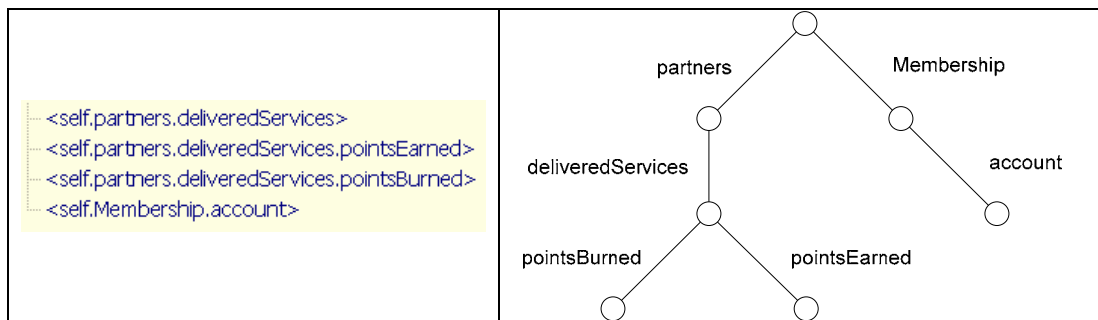 <self.partners.deliveredServices>
<self.partners.deliveredServices.pointsEarned>
<self.partners.deliveredServices.pointsBurned>
<self.Membership.account>
partners
Membership
deliveredServices
account
pointsBurned
pointsEarned